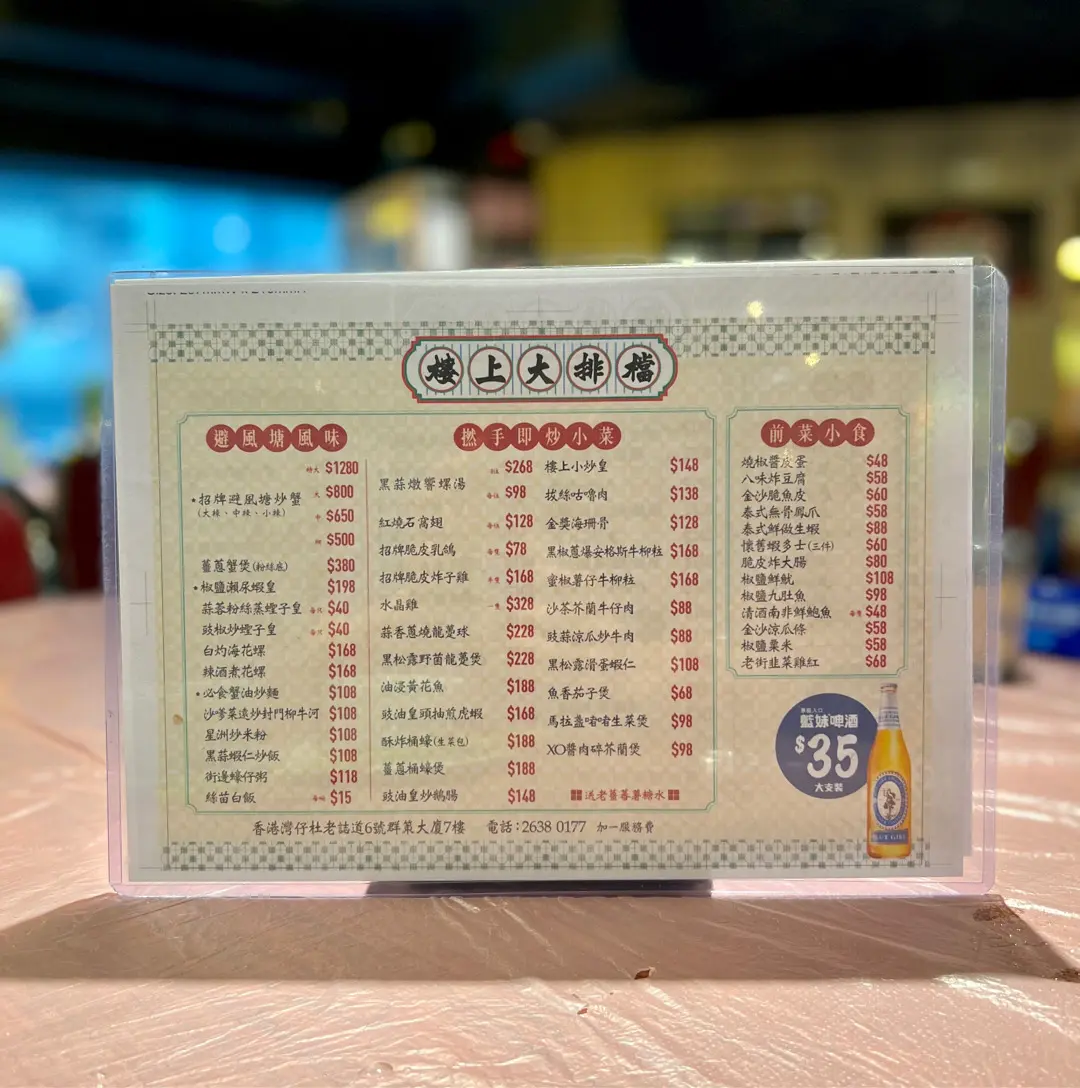 樓上大排檔
避風塘風味
特大 $1280
招牌避風塘炒蟹 大 $800
(大辣、中辣、小辣)
中 $650
$500
薑蔥蟹煲(粉絲底) $380
椒鹽瀨尿蝦皇 $198
蒜蓉粉絲蒸蟶子皇 $40
豉椒炒蟶子皇 $40
白灼海花螺 $168
辣酒煮花螺 $168
必食蟹油炒麵 $108
沙嗲菜遠炒封門柳牛河 $108
星洲炒米粉 $108
黑蒜蝦仁炒飯 $108
街邊蠔仔粥 $118
絲苗白飯 $15
撚手即炒小菜
$268
黑蒜燉響螺湯
$98
紅燒石窩翅 $128
招牌脆皮乳鴿 $78
招牌脆皮炸子雞 $168
水晶雞 一隻 $328
蒜香蔥燒龍躉球 $228
黑松露野菌龍躉煲 $228
油浸黃花魚 $188
豉油皇頭抽煎虎蝦 $168
酥炸桶蠔(生菜包) $188
薑蔥桶蠔煲 $188
豉油皇炒鵝腸 $148
樓上小炒皇 $148
拔絲咕嚕肉 $138
金獎海珊骨 $128
黑椒蔥爆安格斯牛柳粒 $168
蜜椒薯仔牛柳粒 $168
沙茶芥蘭牛仔肉 $88
豉蒜涼瓜炒牛肉 $88
黑松露滑蛋蝦仁 $108
魚香茄子煲 $68
馬拉盞啫啫生菜煲 $98
XO醬肉碎芥蘭煲 $98
送老薑蕃薯糖水
前菜小食
燒椒醬皮蛋 $48
八味炸豆腐 $58
金沙脆魚皮 $60
泰式無骨鳳爪 $58
泰式鮮做生蝦 $88
懷舊蝦多士(三件) $60
脆皮炸大腸 $80
椒鹽鮮魷 $108
椒鹽九肚魚 $98
清酒南非鮮鮑魚 每隻 $48
金沙涼瓜條 $58
椒鹽粟米 $58
老街韭菜雞紅 $68
藍妹啤酒
$35
大支裝
BLUE GIRL
香港灣仔杜老誌道6號群策大廈7樓 電話:2638 0177 加一服務費